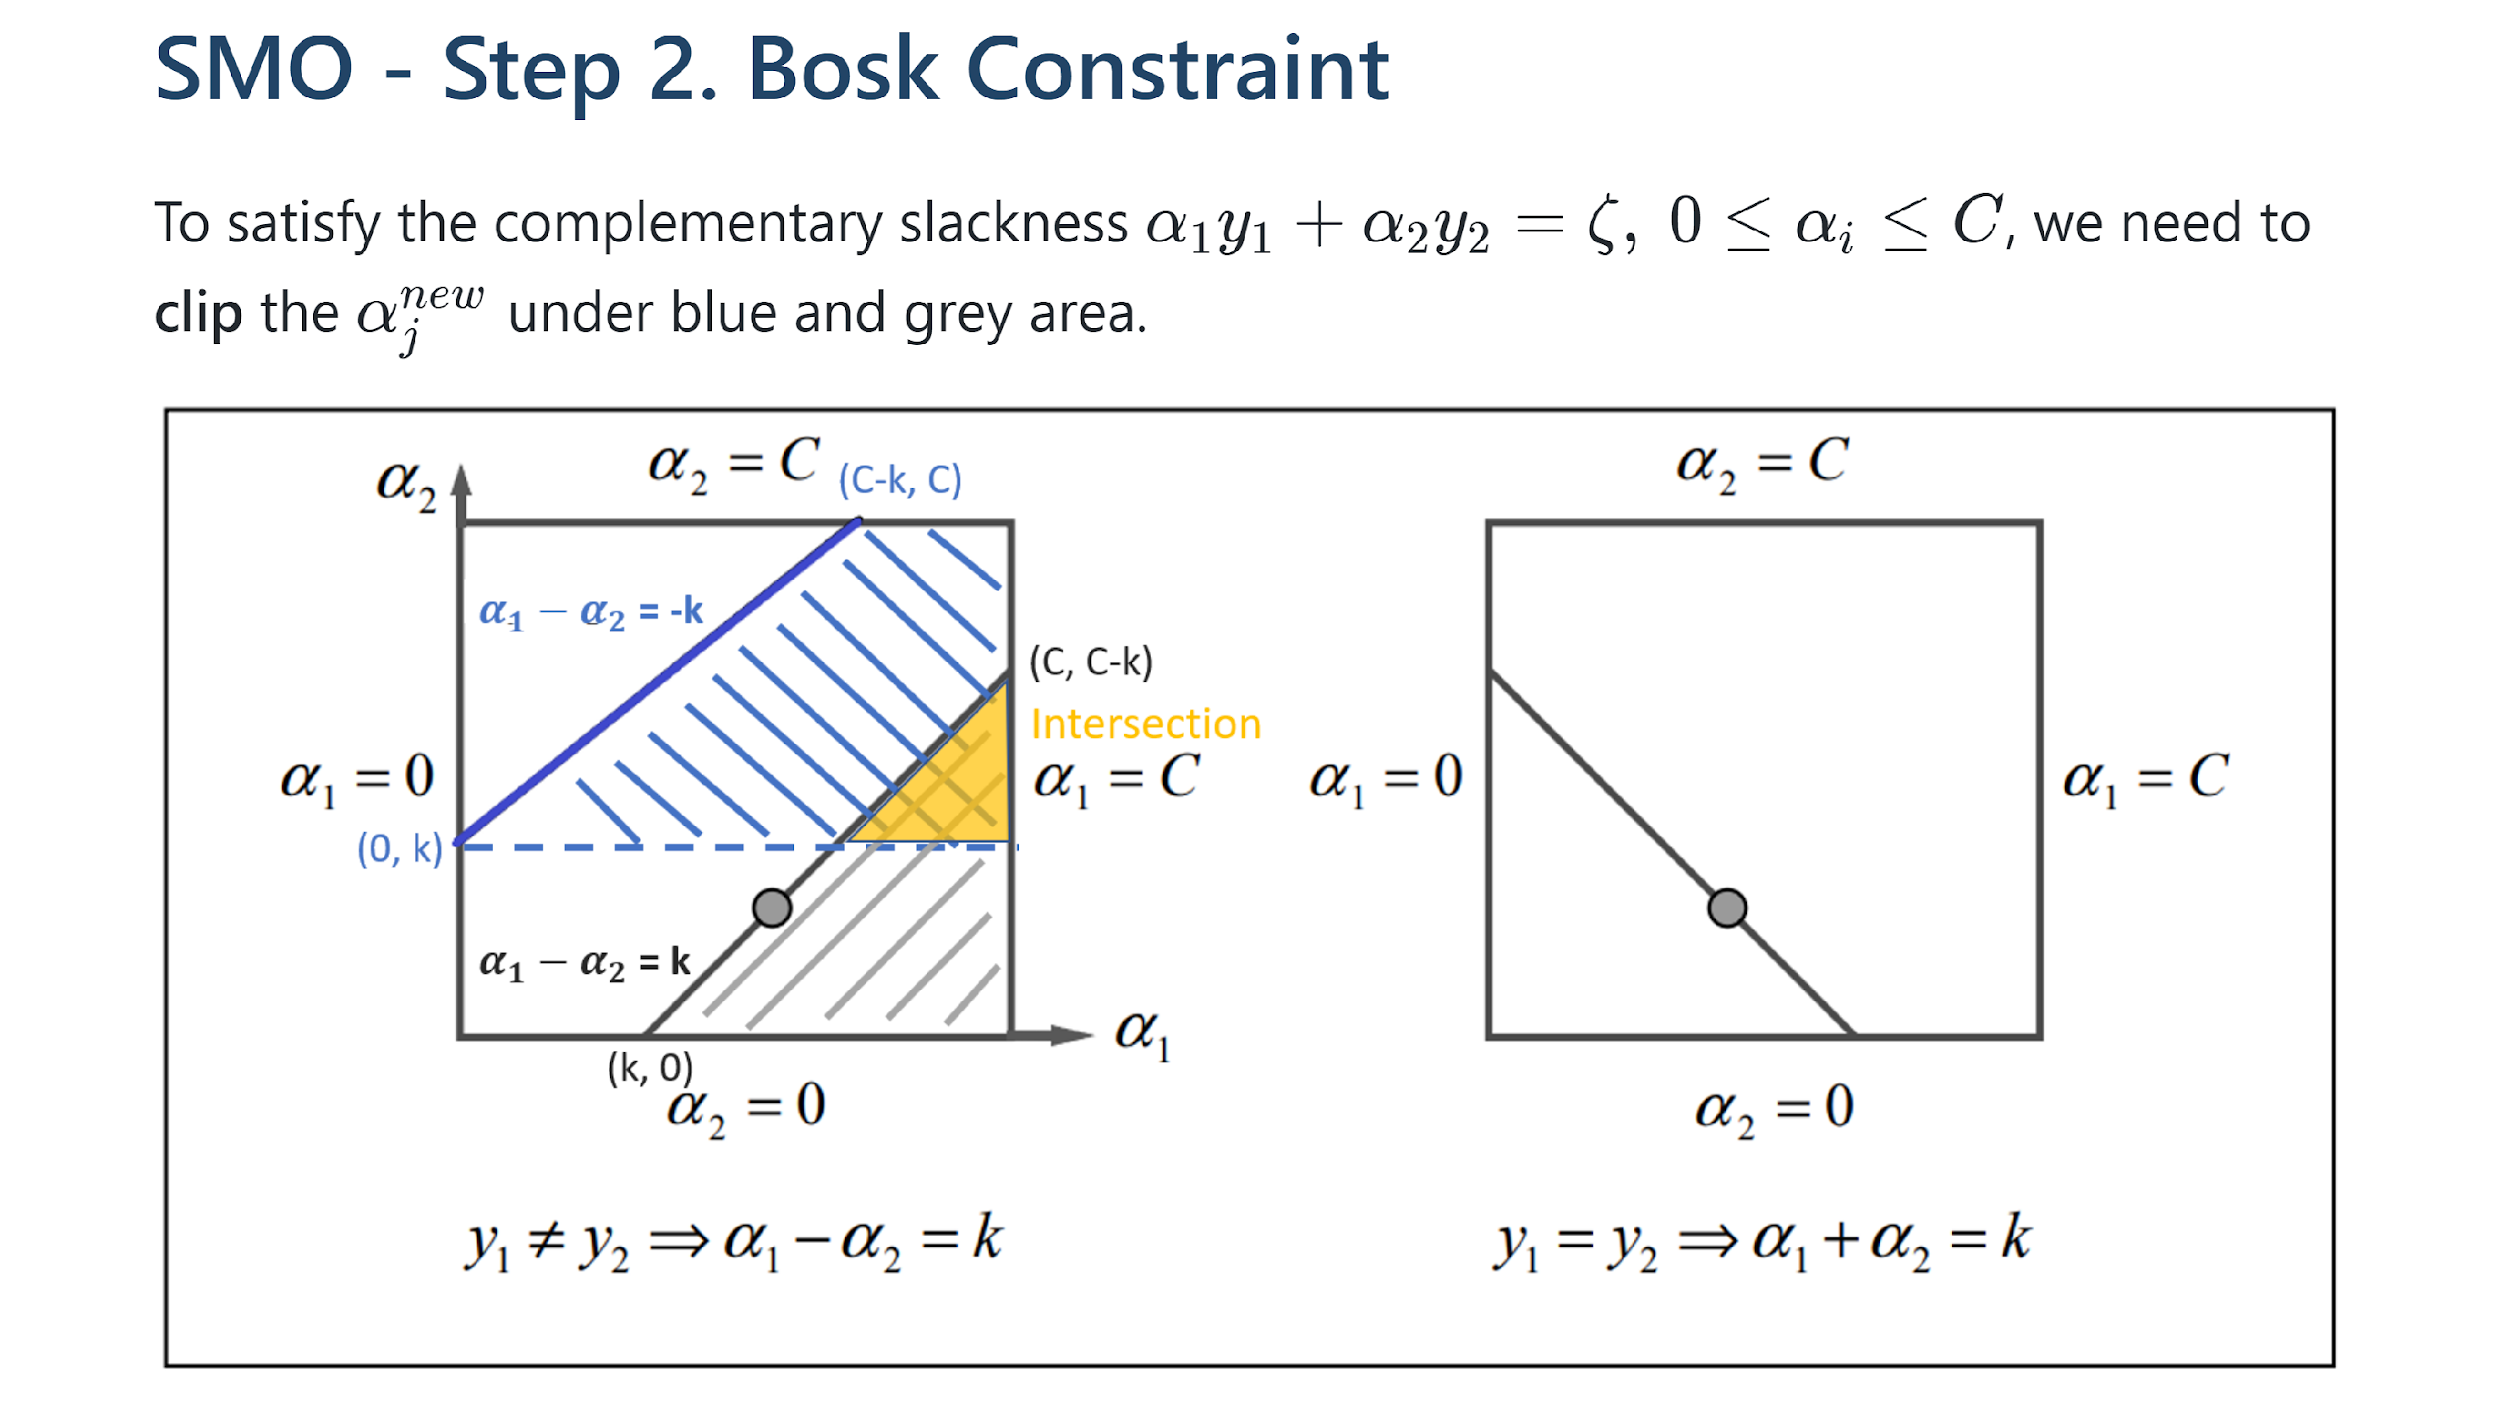 SMO - Step 2. Bosk Constraint
To satisfy the complementary slackness α₁y₁ + α₂y₂ = ζ, 0 ≤ αᵢ ≤ C, we need to
clip the αⱼⁿᵉʷ under blue and grey area.
α₂
α₂ = C
(C-k, C)
α₁ − α₂ = -k
(C, C-k)
Intersection
α₁ = 0
α₁ = C
(0, k)
α₁ − α₂ = k
α₁
(k, 0)
α₂ = 0
y₁ ≠ y₂ ⇒ α₁ − α₂ = k
α₂ = C
α₁ = 0
α₁ = C
α₂ = 0
y₁ = y₂ ⇒ α₁ + α₂ = k